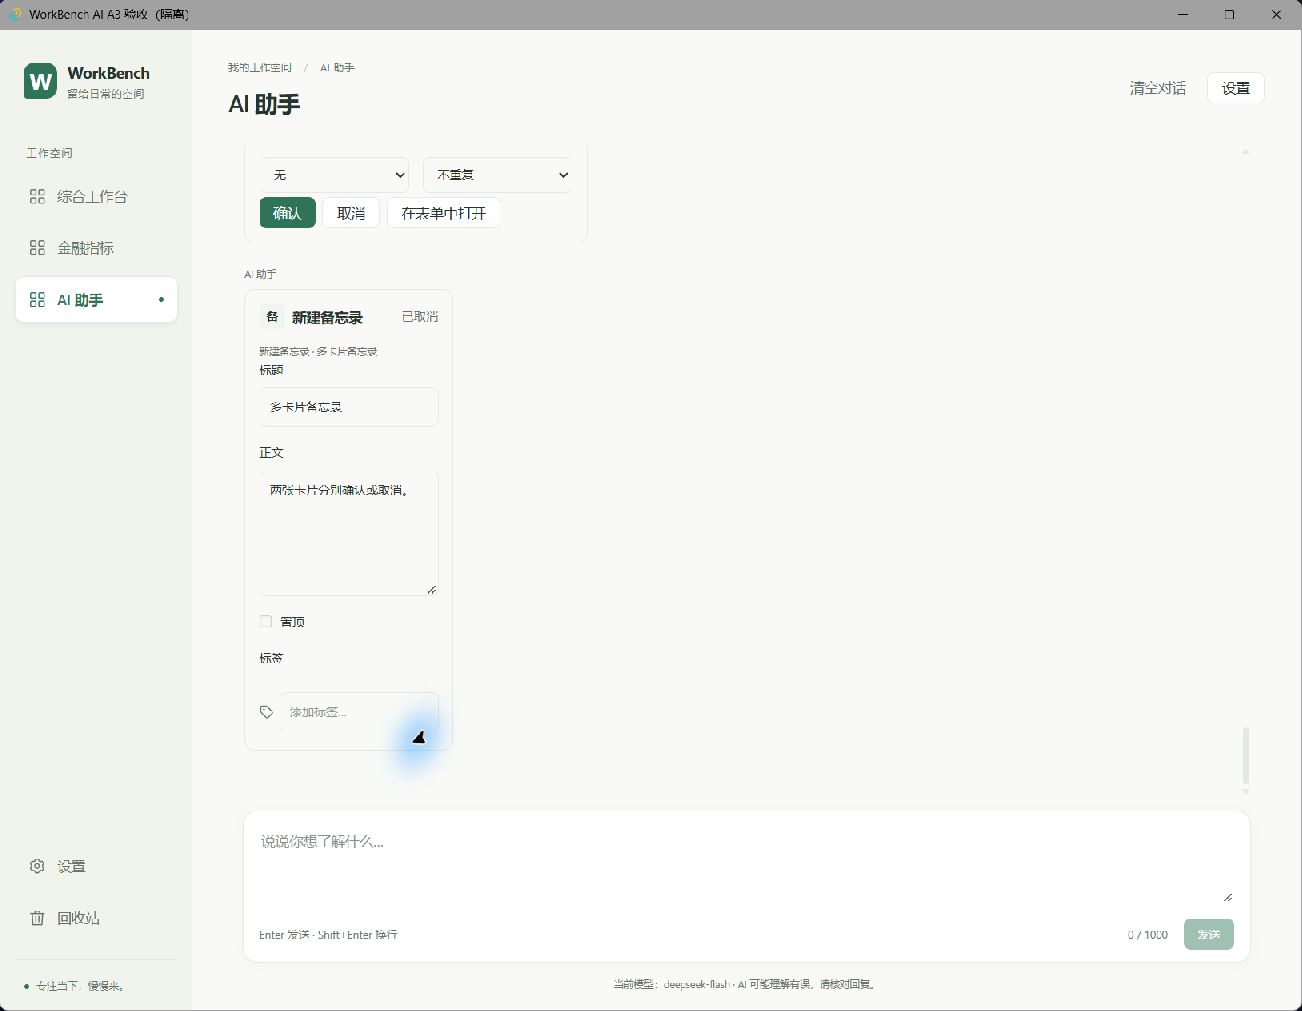 WorkBench AI A3 验收（隔离）
W
WorkBench
留给日常的空间
工作空间
综合工作台
金融指标
AI 助手
设置
回收站
专注当下，慢慢来。
我的工作空间 / AI 助手
AI 助手
清空对话
设置
无
不重复
确认
取消
在表单中打开
AI 助手
备
新建备忘录
已取消
新建备忘录 · 多卡片备忘录
标题
多卡片备忘录
正文
两张卡片分别确认或取消。
置顶
标签
添加标签...
说说你想了解什么...
Enter 发送 · Shift+Enter 换行
0 / 1000
发送
当前模型：deepseek-flash · AI 可能理解有误，请核对回复。